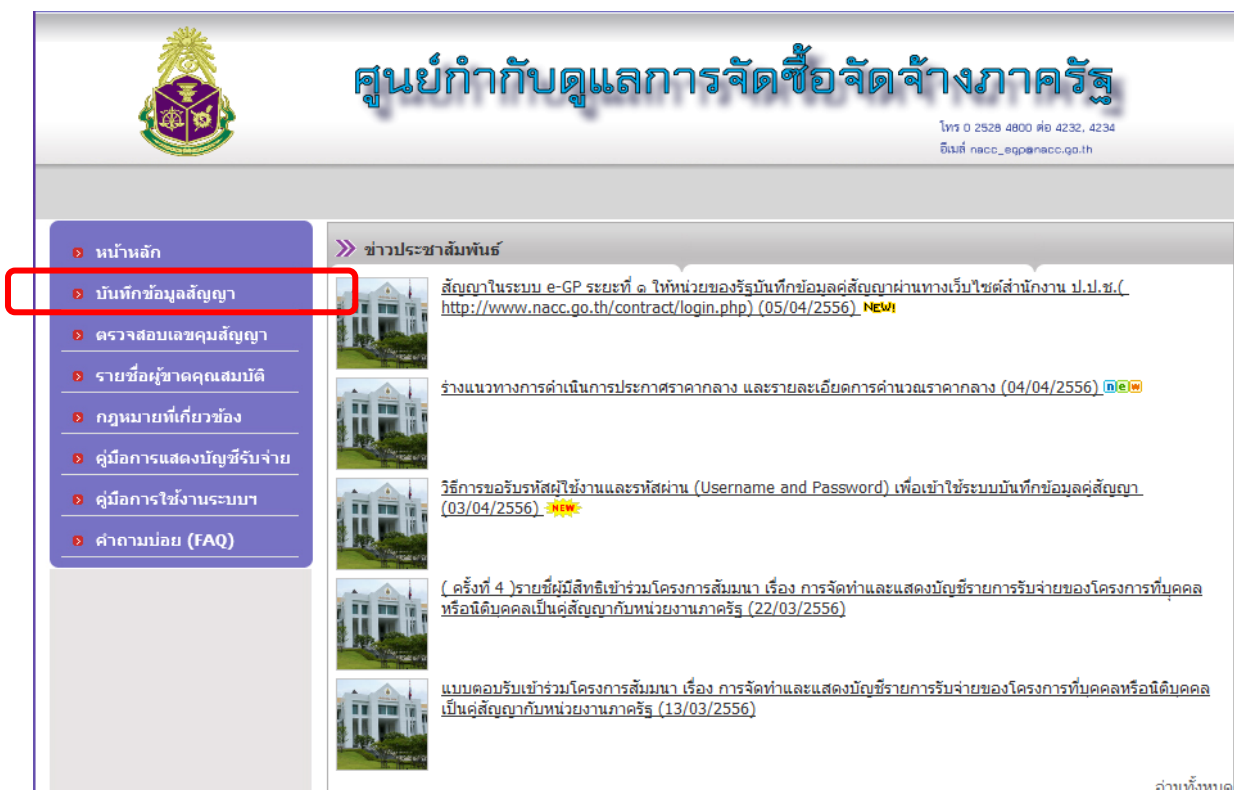 ศูนย์กำกับดูแลการจัดซื้อจัดจ้างภาครัฐ
โทร 0 2528 4800 ต่อ 4232, 4234
อีเมล์ nacc_egp@nacc.go.th
หน้าหลัก
บันทึกข้อมูลสัญญา
ตรวจสอบเลขคุมสัญญา
รายชื่อผู้ขาดคุณสมบัติ
กฎหมายที่เกี่ยวข้อง
คู่มือการแสดงบัญชีรับจ่าย
คู่มือการใช้งานระบบฯ
คำถามบ่อย (FAQ)
ข่าวประชาสัมพันธ์
สัญญาในระบบ e-GP ระยะที่ ๑ ให้หน่วยของรัฐบันทึกข้อมูลคู่สัญญาผ่านทางเว็บไซต์สำนักงาน ป.ป.ช.(
http://www.nacc.go.th/contract/login.php) (05/04/2556) NEW!
ร่างแนวทางการดำเนินการประกาศราคากลาง และรายละเอียดการคำนวณราคากลาง (04/04/2556) new
วิธีการขอรับรหัสผู้ใช้งานและรหัสผ่าน (Username and Password) เพื่อเข้าใช้ระบบบันทึกข้อมูลคู่สัญญา
(03/04/2556) NEW
( ครั้งที่ 4 )รายชื่ผู้มีสิทธิเข้าร่วมโครงการสัมมนา เรื่อง การจัดทำและแสดงบัญชีรายการรับจ่ายของโครงการที่บุคคล
หรือนิติบุคคลเป็นคู่สัญญากับหน่วยงานภาครัฐ (22/03/2556)
แบบตอบรับเข้าร่วมโครงการสัมมนา เรื่อง การจัดทำและแสดงบัญชีรายการรับจ่ายของโครงการที่บุคคลหรือนิติบุคคล
เป็นคู่สัญญากับหน่วยงานภาครัฐ (13/03/2556)
อ่านทั้งหมด